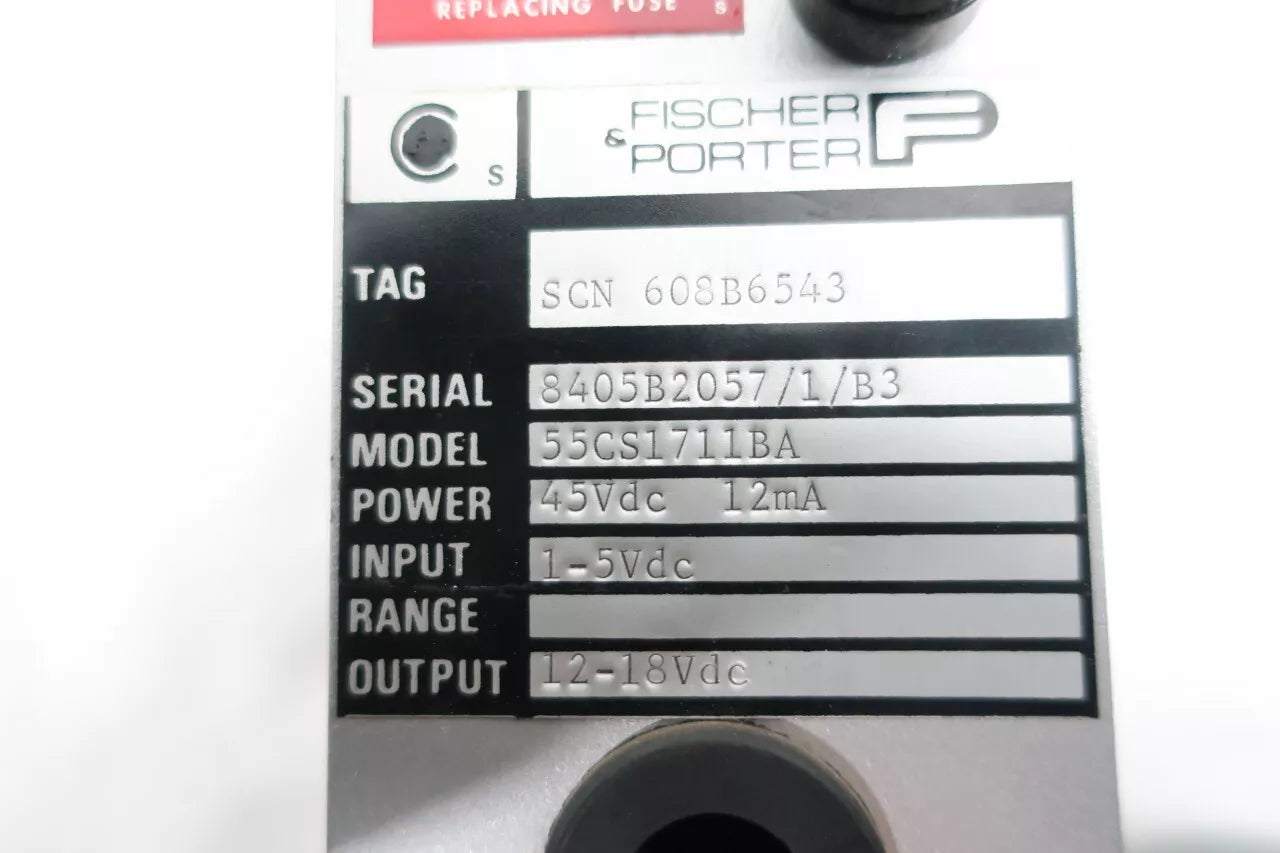 REPLACING FUSE S
C S
FISCHER
& PORTER
TAG SCN 608B6543
SERIAL 8405B2057/1/B3
MODEL 55CS1711BA
POWER 45Vdc 12mA
INPUT 1-5Vdc
RANGE
OUTPUT 12-18Vdc